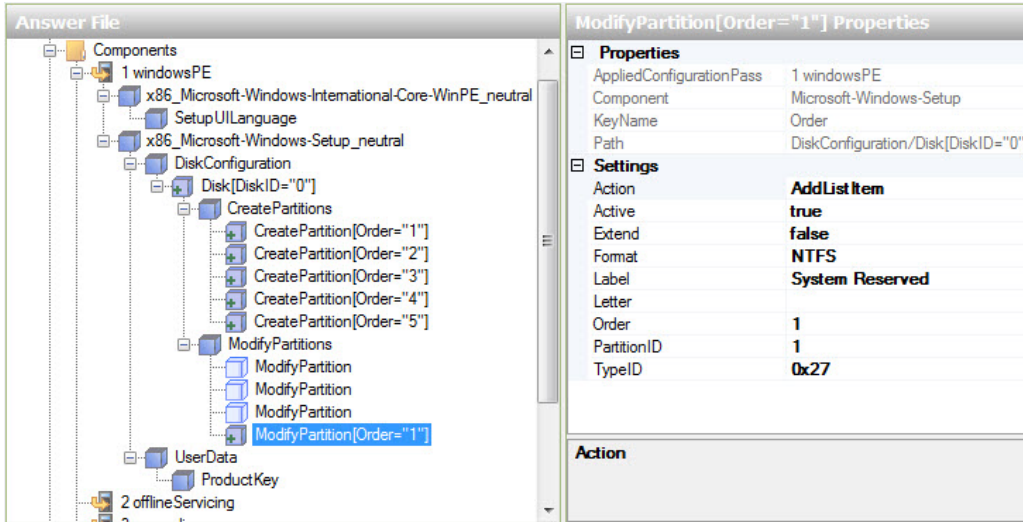 Answer File
Components
1 windowsPE
x86_Microsoft-Windows-International-Core-WinPE_neutral
SetupUILanguage
x86_Microsoft-Windows-Setup_neutral
DiskConfiguration
Disk[DiskID="0"]
CreatePartitions
CreatePartition[Order="1"]
CreatePartition[Order="2"]
CreatePartition[Order="3"]
CreatePartition[Order="4"]
CreatePartition[Order="5"]
ModifyPartitions
ModifyPartition
ModifyPartition
ModifyPartition
ModifyPartition[Order="1"]
UserData
ProductKey
2 offlineServicing
ModifyPartition[Order="1"] Properties
Properties
AppliedConfigurationPass 1 windowsPE
Component Microsoft-Windows-Setup
KeyName Order
Path DiskConfiguration/Disk[DiskID="0"
Settings
Action AddListItem
Active true
Extend false
Format NTFS
Label System Reserved
Letter
Order 1
PartitionID 1
TypeID 0x27
Action